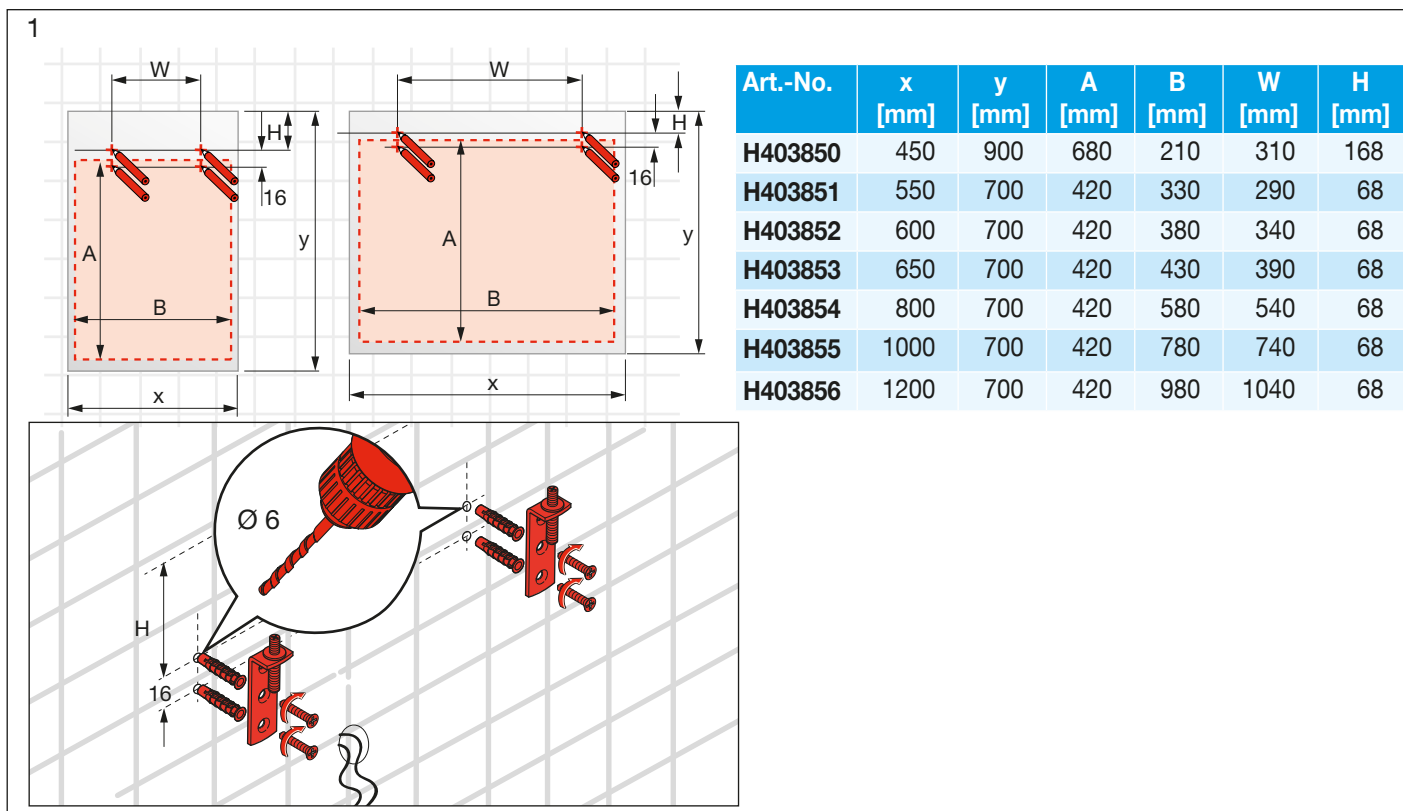 1
W
W
H
H
16
16
A
A
y
y
B
B
x
x
Art.-No. x y A B W H
[mm] [mm] [mm] [mm] [mm] [mm]
H403850 450 900 680 210 310 168
H403851 550 700 420 330 290 68
H403852 600 700 420 380 340 68
H403853 650 700 420 430 390 68
H403854 800 700 420 580 540 68
H403855 1000 700 420 780 740 68
H403856 1200 700 420 980 1040 68
Ø 6
H
16